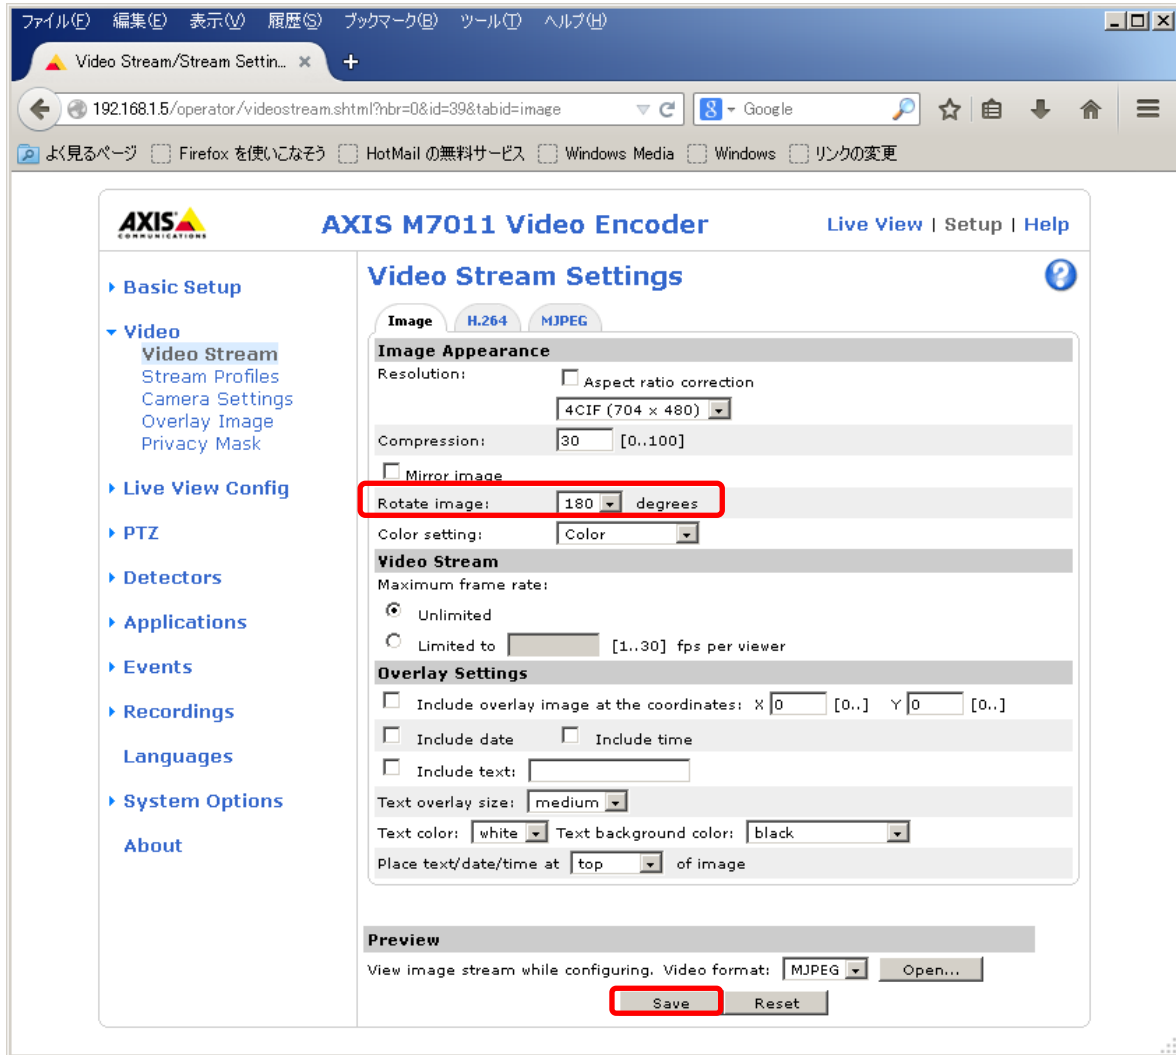 ファイル(F) 編集(E) 表示(V) 履歴(S) ブックマーク(B) ツール(T) ヘルプ(H)
Video Stream/Stream Settin...
192.168.1.5/operator/videostream.shtml?nbr=0&id=39&tabid=image
Google
よく見るページ Firefox を使いこなそう HotMail の無料サービス Windows Media Windows リンクの変更
AXIS
COMMUNICATIONS
AXIS M7011 Video Encoder
Live View | Setup | Help
Basic Setup
Video
Video Stream
Stream Profiles
Camera Settings
Overlay Image
Privacy Mask
Live View Config
PTZ
Detectors
Applications
Events
Recordings
Languages
System Options
About
Video Stream Settings
Image H.264 MJPEG
Image Appearance
Resolution: Aspect ratio correction
4CIF (704 x 480)
Compression: 30 [0..100]
Mirror image
Rotate image: 180 degrees
Color setting: Color
Video Stream
Maximum frame rate:
Unlimited
Limited to [1..30] fps per viewer
Overlay Settings
Include overlay image at the coordinates: X 0 [0..] Y 0 [0..]
Include date Include time
Include text:
Text overlay size: medium
Text color: white Text background color: black
Place text/date/time at top of image
Preview
View image stream while configuring. Video format: MJPEG Open...
Save Reset